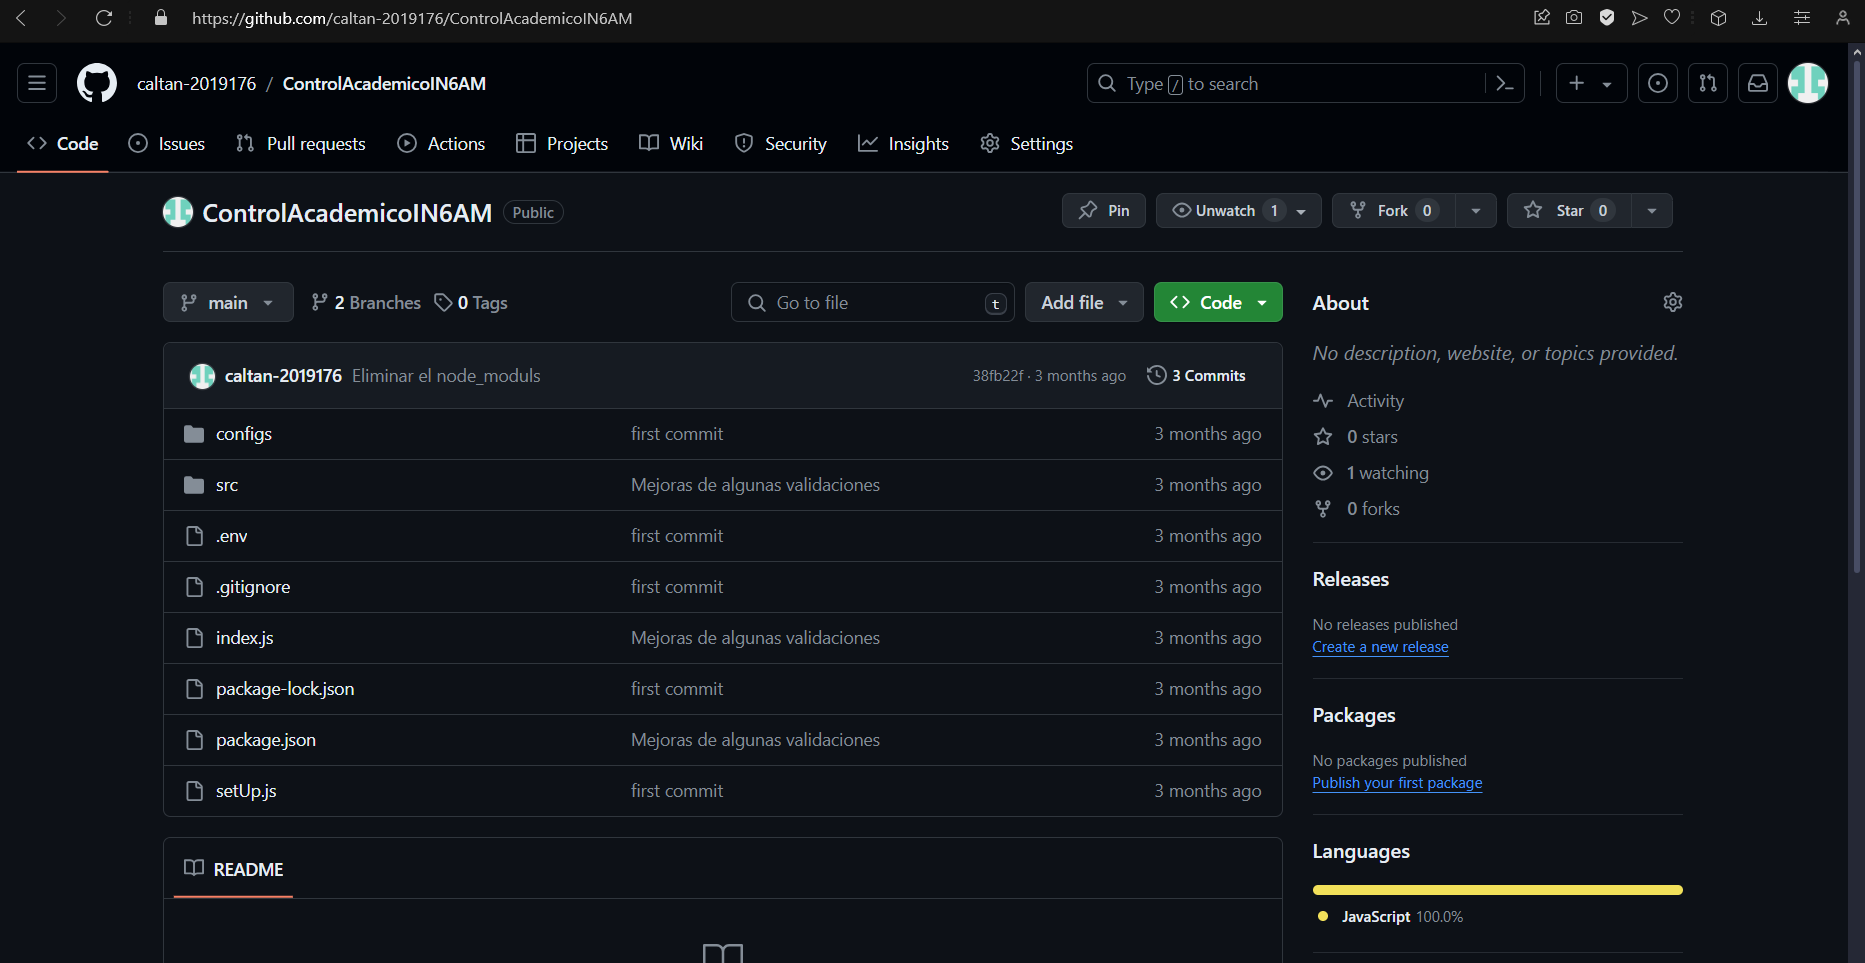 https://github.com/caltan-2019176/ControlAcademicoIN6AM
caltan-2019176 / ControlAcademicoIN6AM
Type / to search
Code Issues Pull requests Actions Projects Wiki Security Insights Settings
ControlAcademicoIN6AM Public
Pin Unwatch 1 Fork 0 Star 0
main 2 Branches 0 Tags Go to file t Add file Code
caltan-2019176 Eliminar el node_moduls 38fb22f · 3 months ago 3 Commits
configs first commit 3 months ago
src Mejoras de algunas validaciones 3 months ago
.env first commit 3 months ago
.gitignore first commit 3 months ago
index.js Mejoras de algunas validaciones 3 months ago
package-lock.json first commit 3 months ago
package.json Mejoras de algunas validaciones 3 months ago
setUp.js first commit 3 months ago
README
About
No description, website, or topics provided.
Activity
0 stars
1 watching
0 forks
Releases
No releases published
Create a new release
Packages
No packages published
Publish your first package
Languages
JavaScript 100.0%